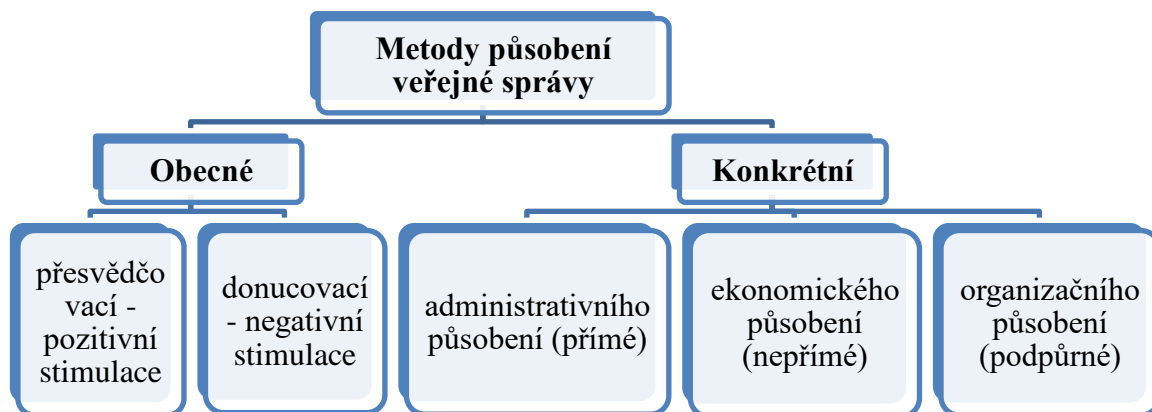 Metody působení
veřejné správy
Obecné
Konkrétní
přesvědčo
vací -
pozitivní
stimulace
donucovací
- negativní
stimulace
administrativního
působení (přímé)
ekonomického
působení
(nepřímé)
organizačního
působení
(podpůrné)